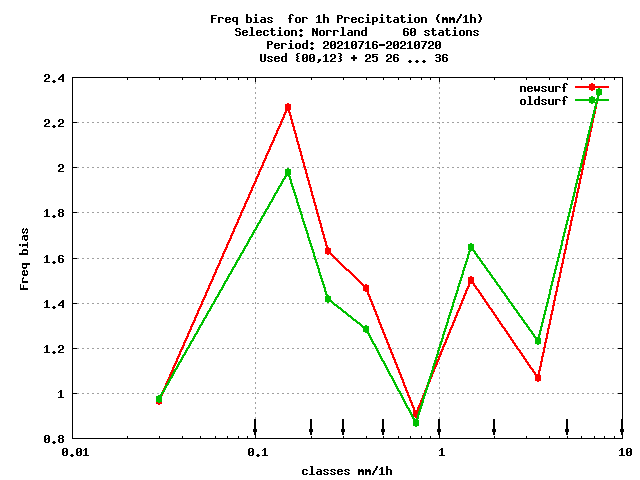 Freq bias  for 1h Precipitation (mm/1h)
Selection: Norrland     60 stations
Period: 20210716-20210720
Used {00,12} + 25 26 ... 36
newsurf
oldsurf
2.4
2.2
2
1.8
1.6
1.4
1.2
1
0.8
Freq bias
0.01
0.1
1
10
classes mm/1h